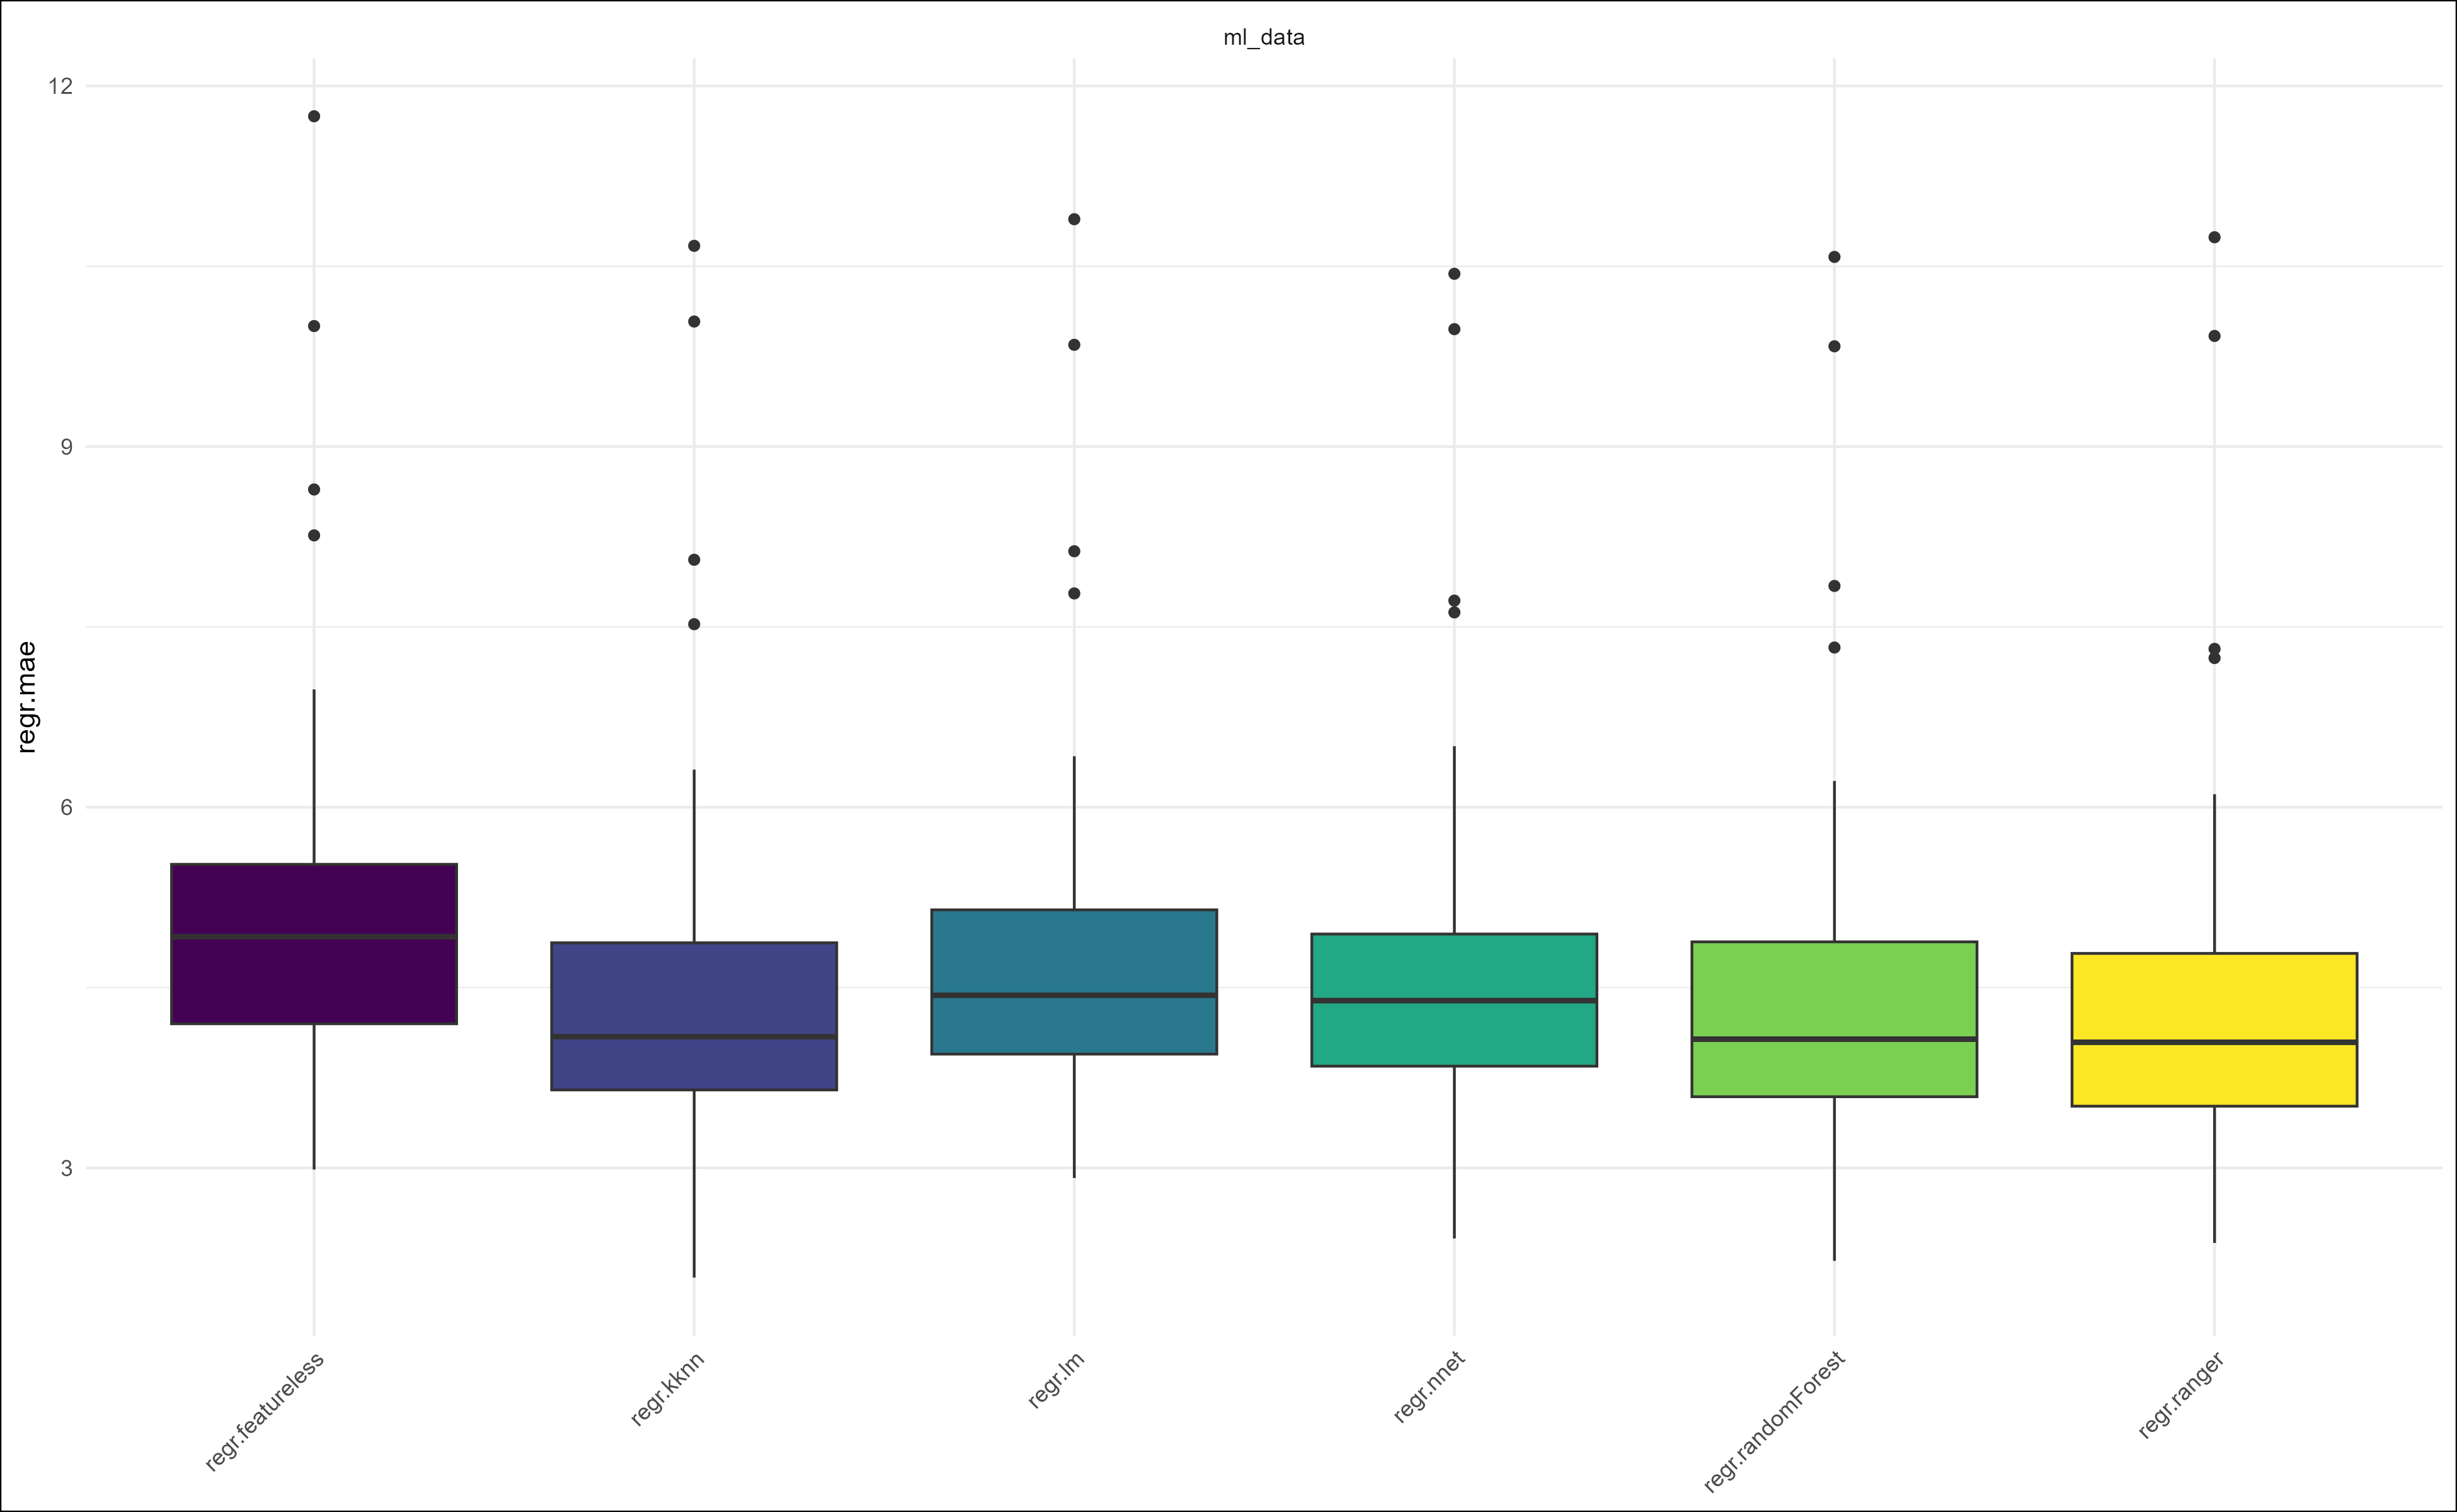 ml_data
12
9
6
3
regr.mae
regr.featureless
regr.kknn
regr.lm
regr.nnet
regr.randomForest
regr.ranger